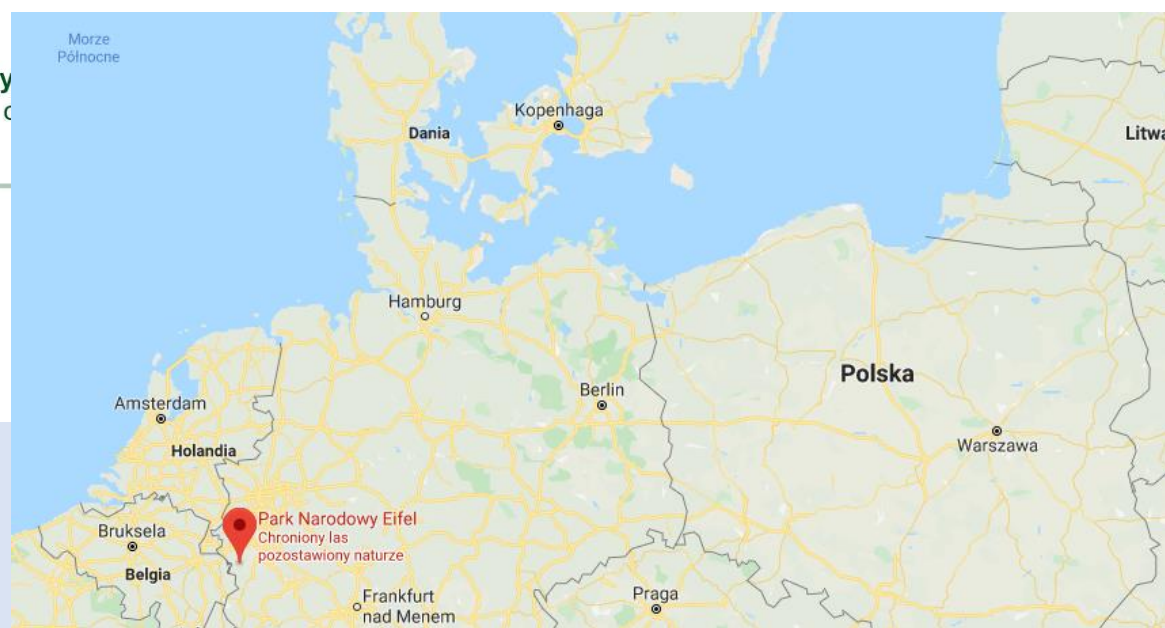 Morze
Północne
y
Kopenhaga
Dania
Litwa
Hamburg
Polska
Berlin
Amsterdam
Warszawa
Holandia
Park Narodowy Eifel
Chroniony las
pozostawiony naturze
Bruksela
Belgia
Frankfurt
nad Menem
Praga